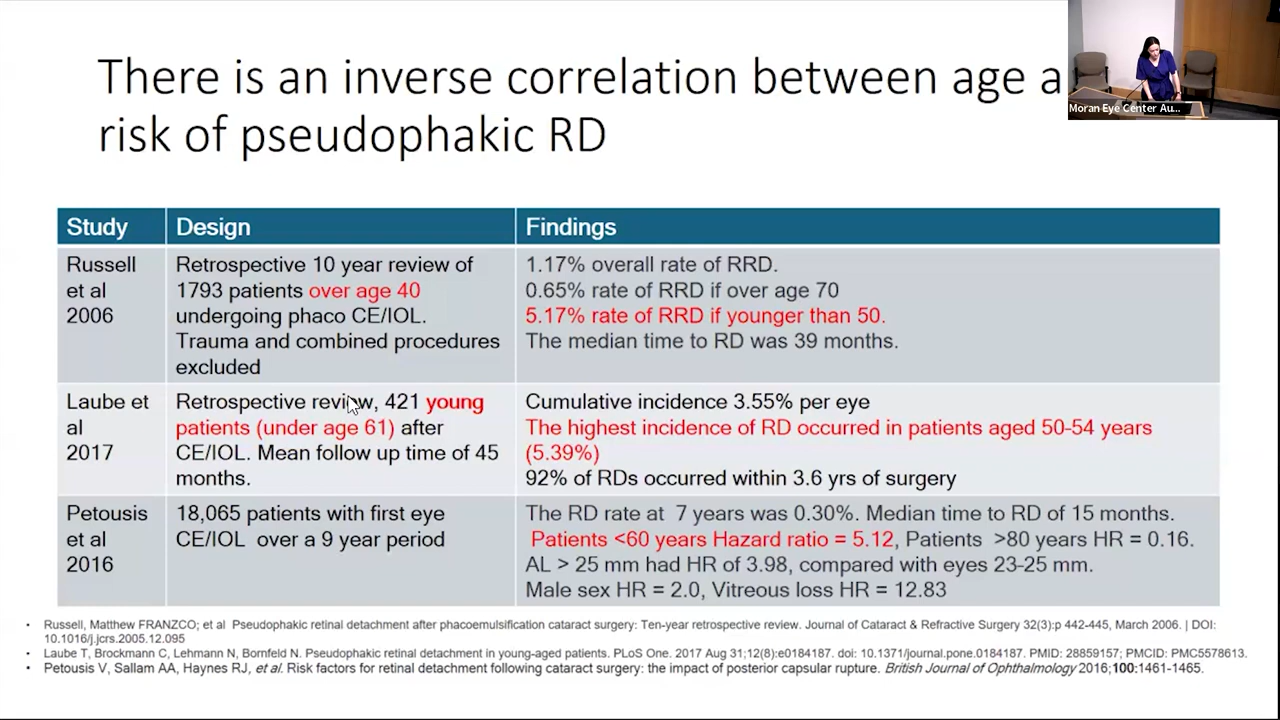 There is an inverse correlation between age a
risk of pseudophakic RD
Moran Eye Center Au...
Study Design Findings
Russell
et al
2006
Retrospective 10 year review of
1793 patients over age 40
undergoing phaco CE/IOL.
Trauma and combined procedures
excluded
1.17% overall rate of RRD.
0.65% rate of RRD if over age 70
5.17% rate of RRD if younger than 50.
The median time to RD was 39 months.
Laube et
al
2017
Retrospective review, 421 young
patients (under age 61) after
CE/IOL. Mean follow up time of 45
months.
Cumulative incidence 3.55% per eye
The highest incidence of RD occurred in patients aged 50-54 years
(5.39%)
92% of RDs occurred within 3.6 yrs of surgery
Petousis
et al
2016
18,065 patients with first eye
CE/IOL over a 9 year period
The RD rate at 7 years was 0.30%. Median time to RD of 15 months.
Patients <60 years Hazard ratio = 5.12, Patients >80 years HR = 0.16.
AL > 25 mm had HR of 3.98, compared with eyes 23-25 mm.
Male sex HR = 2.0, Vitreous loss HR = 12.83
• Russell, Matthew FRANZCO; et al Pseudophakic retinal detachment after phacoemulsification cataract surgery: Ten-year retrospective review. Journal of Cataract & Refractive Surgery 32(3):p 442-445, March 2006. | DOI:
10.1016/j.jcrs.2005.12.095
• Laube T, Brockmann C, Lehmann N, Bornfeld N. Pseudophakic retinal detachment in young-aged patients. PLoS One. 2017 Aug 31;12(8):e0184187. doi: 10.1371/journal.pone.0184187. PMID: 28859157; PMCID: PMC5578613.
• Petousis V, Sallam AA, Haynes RJ, et al. Risk factors for retinal detachment following cataract surgery: the impact of posterior capsular rupture. British Journal of Ophthalmology 2016;100:1461-1465.